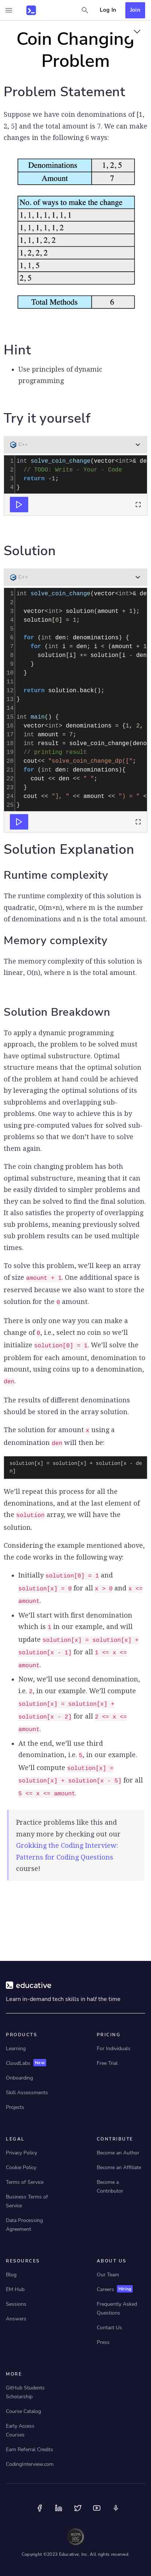 Log In
Join
Coin Changing
Problem
Problem Statement
Suppose we have coin denominations of [1,
2, 5] and the total amount is 7. We can make
changes in the following 6 ways:
Denominations 1, 2, 5
Amount 7
No. of ways to make the change
1, 1, 1, 1, 1, 1, 1
1, 1, 1, 1, 1, 2
1, 1, 1, 2, 2
1, 2, 2, 2
1, 1, 5
2, 5
Total Methods 6
Hint
Use principles of dynamic
programming
Try it yourself
C++
1 int solve_coin_change(vector<int>& de
2 // TODO: Write - Your - Code
3 return -1;
4 }
Solution
C++
1 int solve_coin_change(vector<int>& de
2
3 vector<int> solution(amount + 1);
4 solution[0] = 1;
5
6 for (int den: denominations) {
7 for (int i = den; i < (amount + 1
8 solution[i] += solution[i - den
9 }
10 }
11
12 return solution.back();
13 }
14
15 int main() {
16 vector<int> denominations = {1, 2,
17 int amount = 7;
18 int result = solve_coin_change(deno
19 // printing result
20 cout<< "solve_coin_change_dp([";
21 for (int den: denominations){
22 cout << den << " ";
23 }
24 cout << "], " << amount << ") = " <
25 }
Solution Explanation
Runtime complexity
The runtime complexity of this solution is
quadratic, O(m>n), where m is the number
of denominations and n is the total amount.
Memory complexity
The memory complexity of this solution is
linear, O(n), where n is the total amount.
Solution Breakdown
To apply a dynamic programming
approach, the problem to be solved must
have an optimal substructure. Optimal
structure means that the optimal solution
of the problem at hand could be achieved
by leveraging optimal solution to its
overlapping and independent sub-
problems. One way to achieve this is by
using pre-computed values of previous sub-
problems so that we don't have to solve
them again.
The coin changing problem has both
optimal substructure, meaning that it can
be divided into simpler subproblems to be
solved in order to find the final solution.
It also satisfies the property of overlapping
subproblems, meaning previously solved
sub-problem results can be used multiple
times.
To solve this problem, we'll keep an array
of size amount + 1. One additional space is
reserved because we also want to store the
solution for the 0 amount.
There is only one way you can make a
change of 0, i.e., select no coin so we'll
initialize solution[0] = 1. We'll solve the
problem for each amount, denomination to
amount, using coins up to a denomination,
den.
The results of different denominations
should be stored in the array solution.
The solution for amount x using a
denomination den will then be:
solution[x] = solution[x] + solution[x - de
n]
We'll repeat this process for all the
denominations, and at the last element of
the solution array, we will have the
solution.
Considering the example mentioned above,
the code works in the following way:
Initially solution[0] = 1 and
solution[x] = 0 for all x > 0 and x <=
amount.
We'll start with first denomination
which is 1 in our example, and will
update solution[x] = solution[x] +
solution[x - 1] for all 1 <= x <=
amount.
Now, we'll use second denomination,
i.e. 2, in our example. We'll compute
solution[x] = solution[x] +
solution[x - 2] for all 2 <= x <=
amount.
At the end, we'll use third
denomination, i.e. 5, in our example.
We'll compute solution[x] =
solution[x] + solution[x - 5] for all
5 <= x <= amount.
Practice problems like this and
many more by checking out our
Grokking the Coding Interview:
Patterns for Coding Questions
course!
educative
Learn in-demand tech skills in half the time
PRODUCTS
Learning
CloudLabs New
Onboarding
Skill Assessments
Projects
PRICING
For Individuals
Free Trial
LEGAL
Privacy Policy
Cookie Policy
Terms of Service
Business Terms of
Service
Data Processing
Agreement
CONTRIBUTE
Become an Author
Become an Affiliate
Become a
Contributor
RESOURCES
Blog
EM Hub
Sessions
Answers
ABOUT US
Our Team
Careers Hiring
Frequently Asked
Questions
Contact Us
Press
MORE
GitHub Students
Scholarship
Course Catalog
Early Access
Courses
Earn Referral Credits
CodingInterview.com
Copyright ©2023 Educative, Inc. All rights reserved.